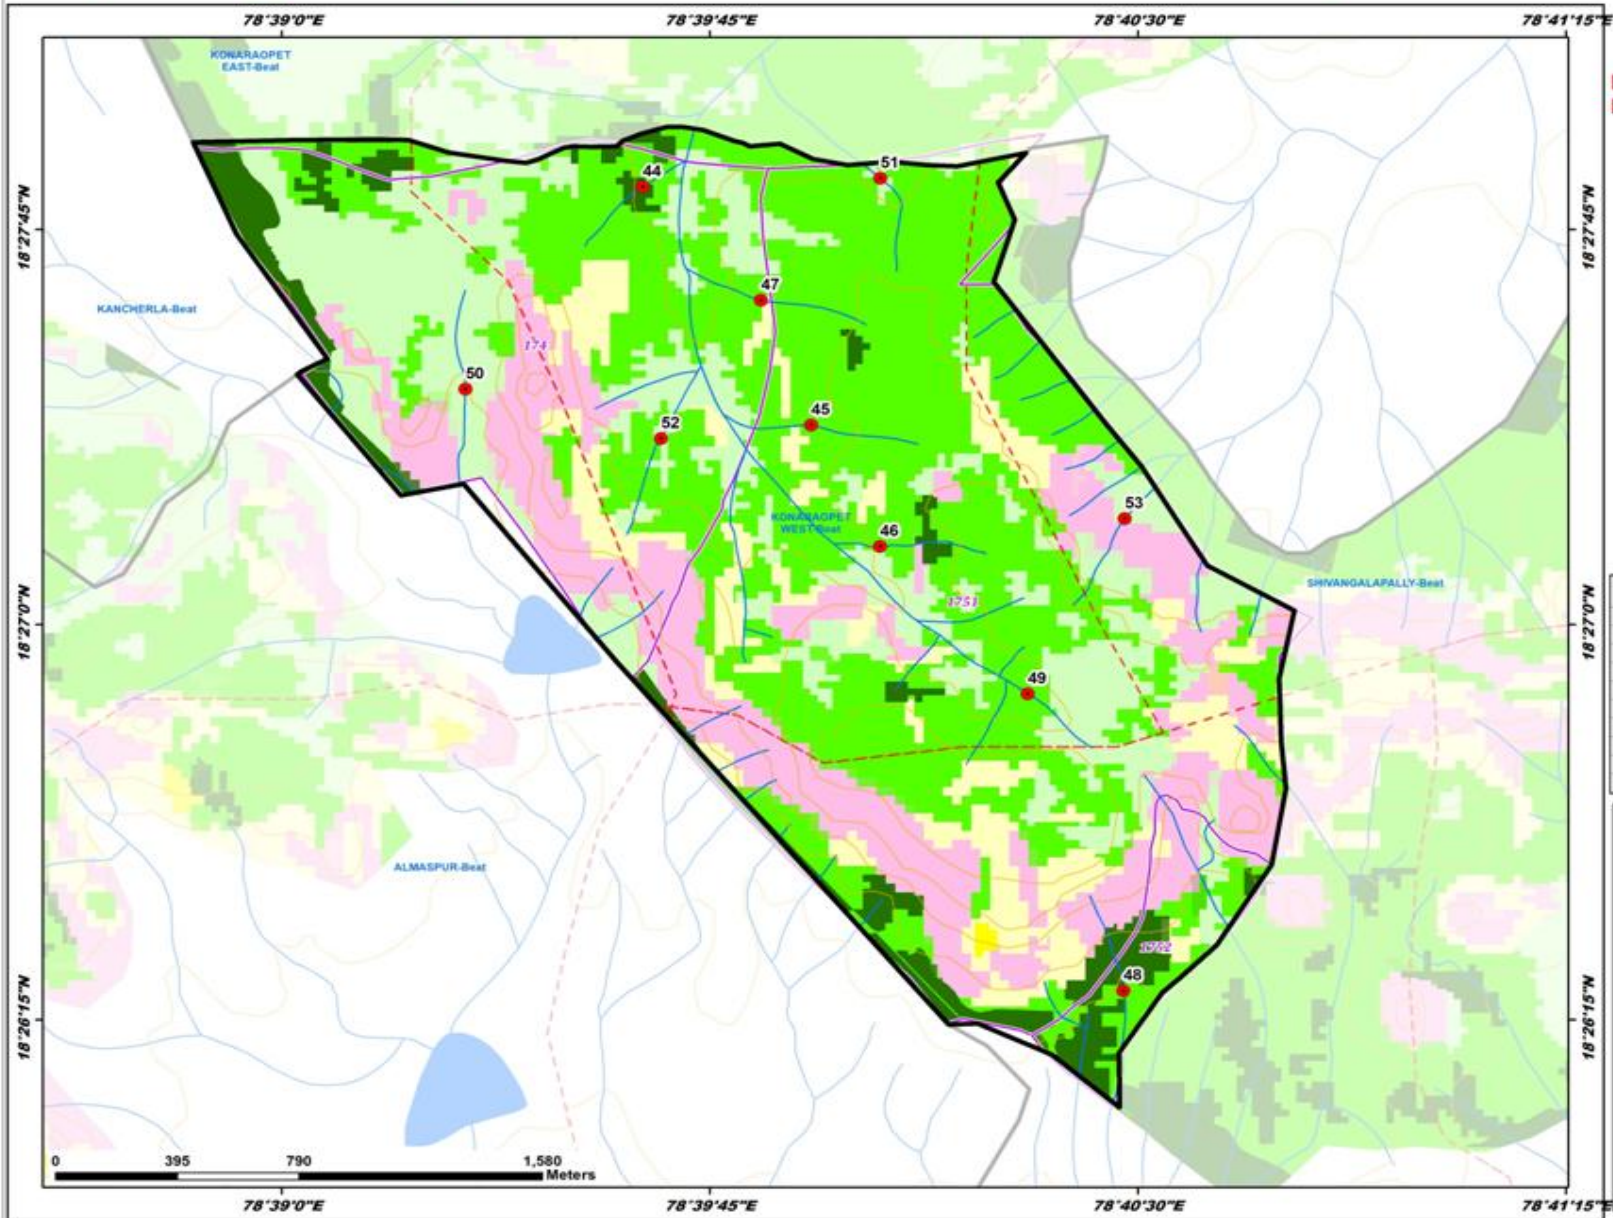 78°39'0"E
78°39'45"E
78°40'30"E
78°41'15"E
KONARAOPET
EAST-Beat
51
44
18°27'45"N
18°27'45"N
47
KANCHERLA-Beat
174
50
45
52
53
KONARAOPET
WEST-Beat
46
SHIVANGALAPALLY-Beat
1751
18°27'0"N
18°27'0"N
49
ALMASPUR-Beat
1752
48
18°26'15"N
18°26'15"N
0 395 790 1,580
Meters
78°39'0"E
78°39'45"E
78°40'30"E
78°41'15"E